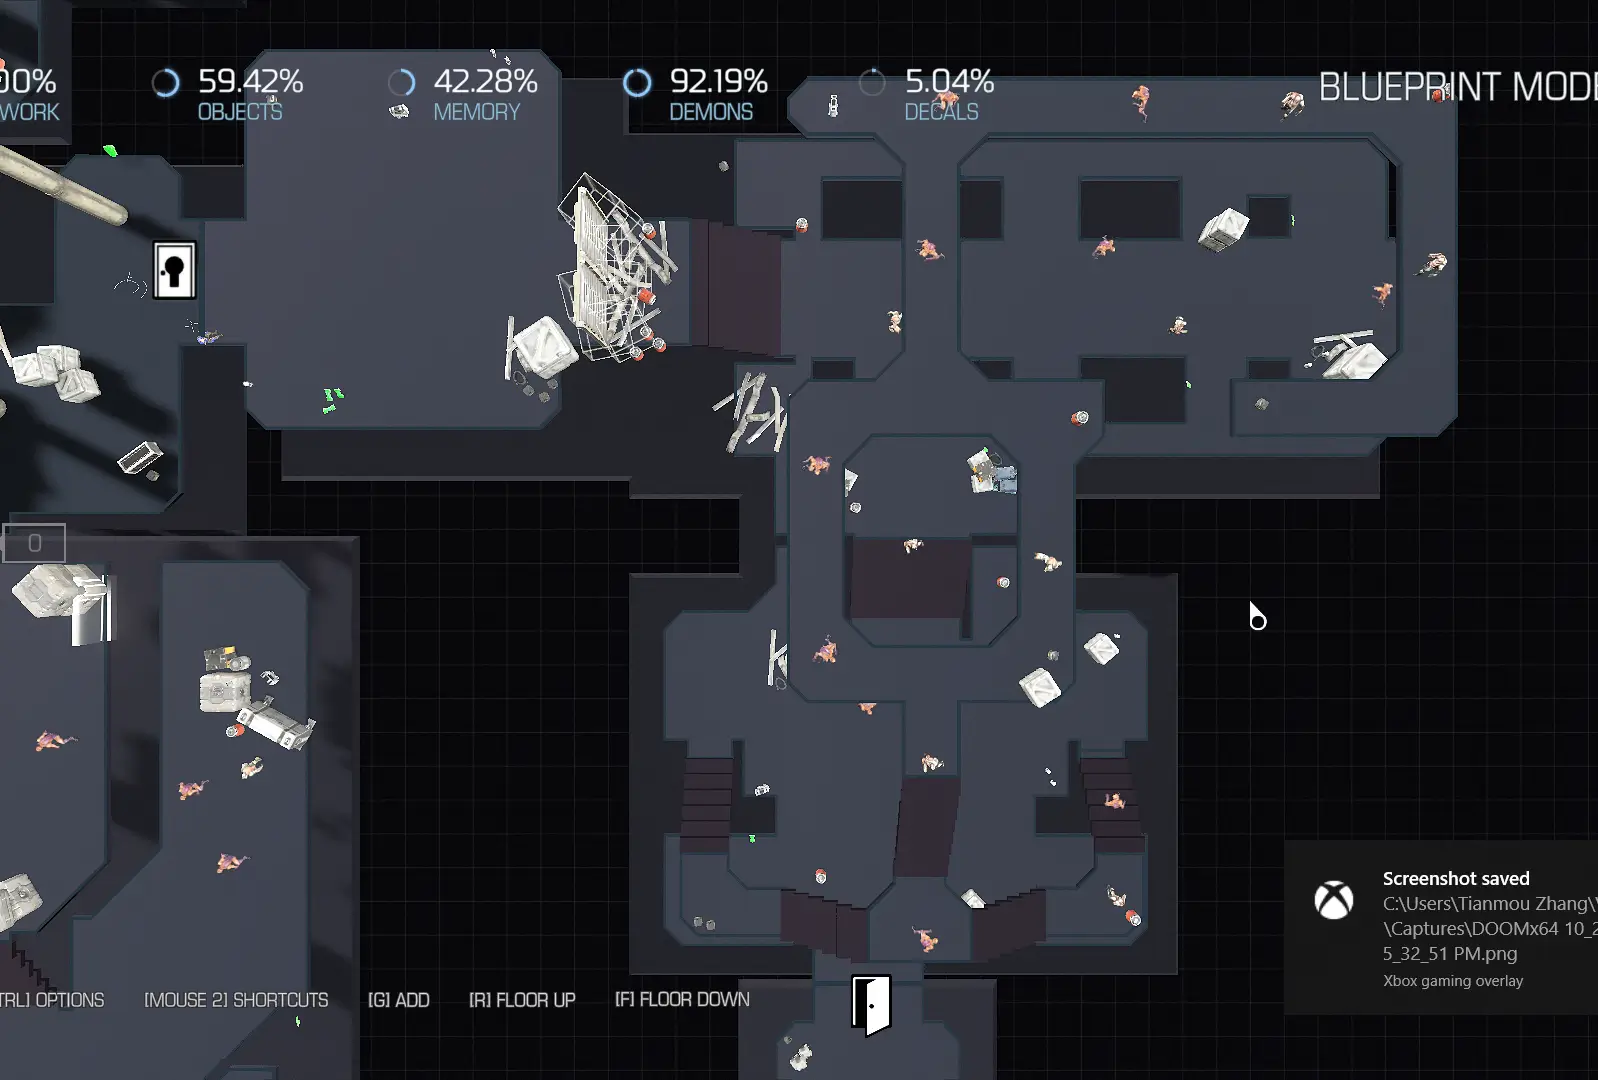 00% 59.42% 42.28% 92.19% 5.04% BLUEPRINT MODE
WORK OBJECTS MEMORY DEMONS DECALS
0
Screenshot saved
C:\Users\Tianmou Zhang\
\Captures\DOOMx64 10_2
5_32_51 PM.png
Xbox gaming overlay
TRL] OPTIONS [MOUSE 2] SHORTCUTS [G] ADD [R] FLOOR UP [F] FLOOR DOWN